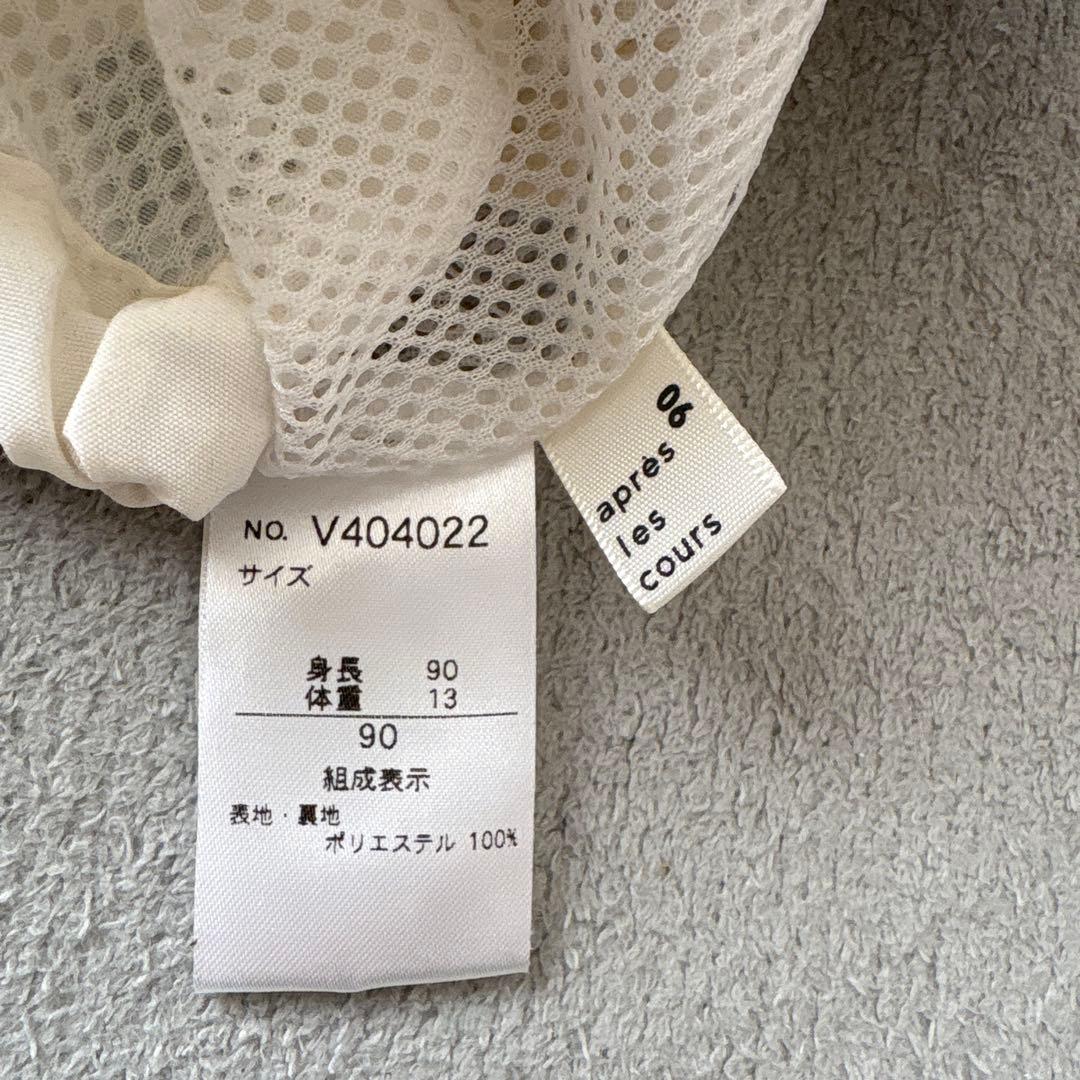 NO. V404022
サイズ
身長 90
体重 13
90
組成表示
表地・裏地
ポリエステル 100%
90
après
les
cours